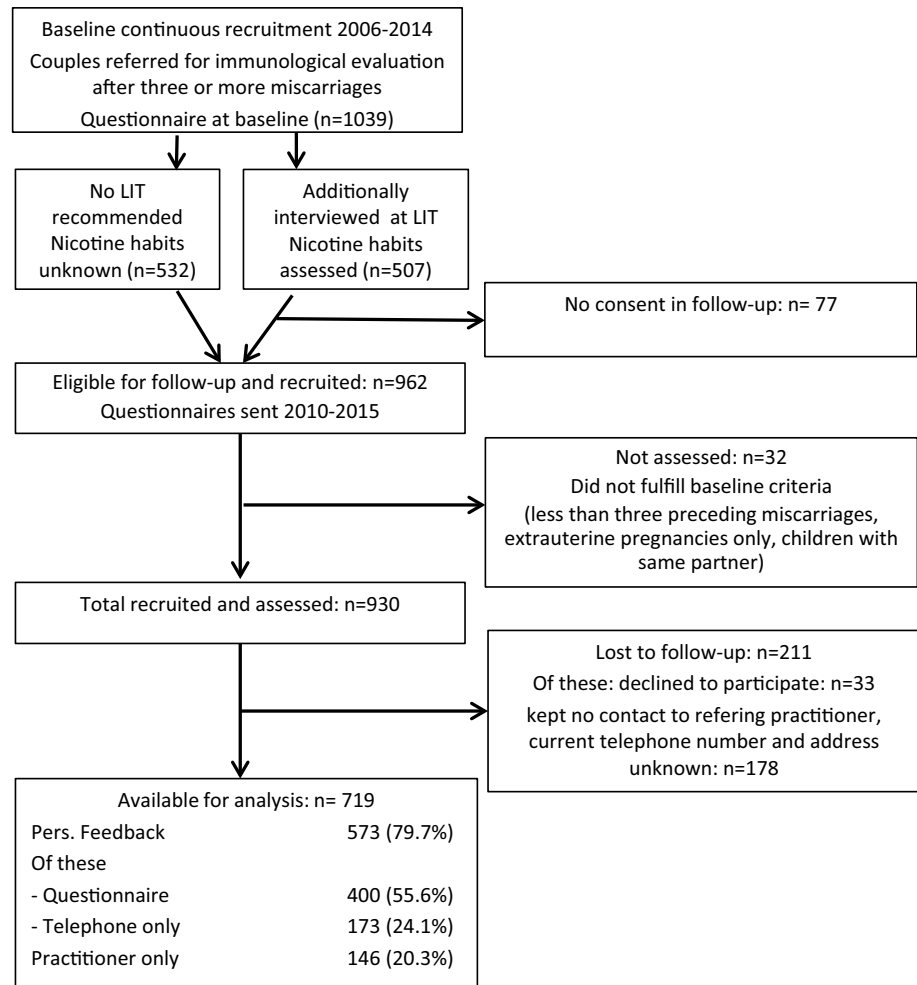 Baseline continuous recruitment 2006-2014
Couples referred for immunological evaluation
after three or more miscarriages
Questionnaire at baseline (n=1039)
No LIT
recommended
Nicotine habits
unknown (n=532)
Additionally
interviewed at LIT
Nicotine habits
assessed (n=507)
No consent in follow-up: n= 77
Eligible for follow-up and recruited: n=962
Questionnaires sent 2010-2015
Not assessed: n=32
Did not fulfill baseline criteria
(less than three preceding miscarriages,
extrauterine pregnancies only, children with
same partner)
Total recruited and assessed: n=930
Lost to follow-up: n=211
Of these: declined to participate: n=33
kept no contact to refering practitioner,
current telephone number and address
unknown: n=178
Available for analysis: n= 719
Pers. Feedback 573 (79.7%)
Of these
- Questionnaire 400 (55.6%)
- Telephone only 173 (24.1%)
Practitioner only 146 (20.3%)